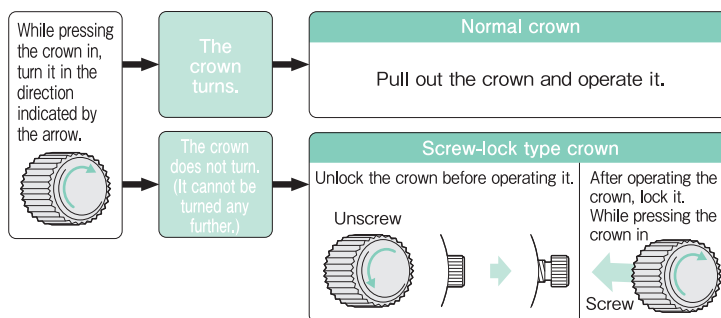 While pressing
the crown in,
turn it in the
direction
indicated by
the arrow.
The
crown
turns.
Normal crown
Pull out the crown and operate it.
The crown
does not turn.
(It cannot be
turned any
further.)
Screw-lock type crown
Unlock the crown before operating it.
Unscrew
After operating the
crown, lock it.
While pressing the
crown in
Screw